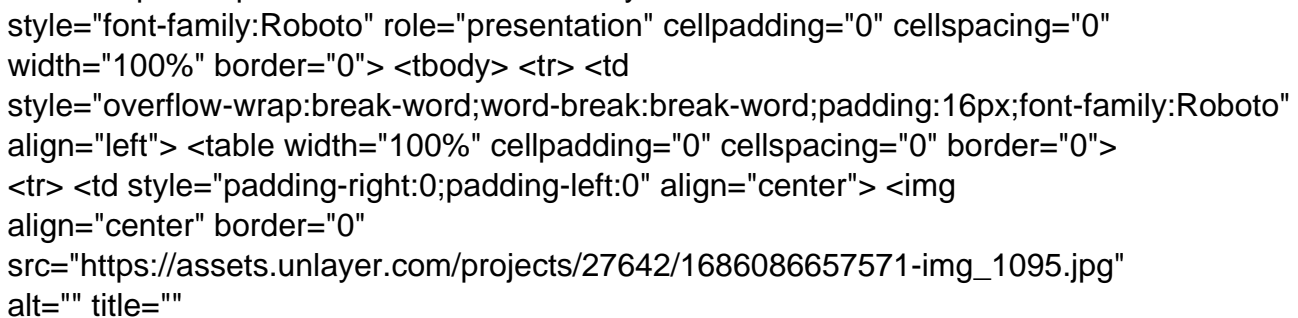 style="font-family:Roboto" role="presentation" cellpadding="0" cellspacing="0"
width="100%" border="0"> <tbody> <tr> <td
style="overflow-wrap:break-word;word-break:break-word;padding:16px;font-family:Roboto"
align="left"> <table width="100%" cellpadding="0" cellspacing="0" border="0">
<tr> <td style="padding-right:0;padding-left:0" align="center"> <img
align="center" border="0"
src="https://assets.unlayer.com/projects/27642/1686086657571-img_1095.jpg"
alt="" title=""